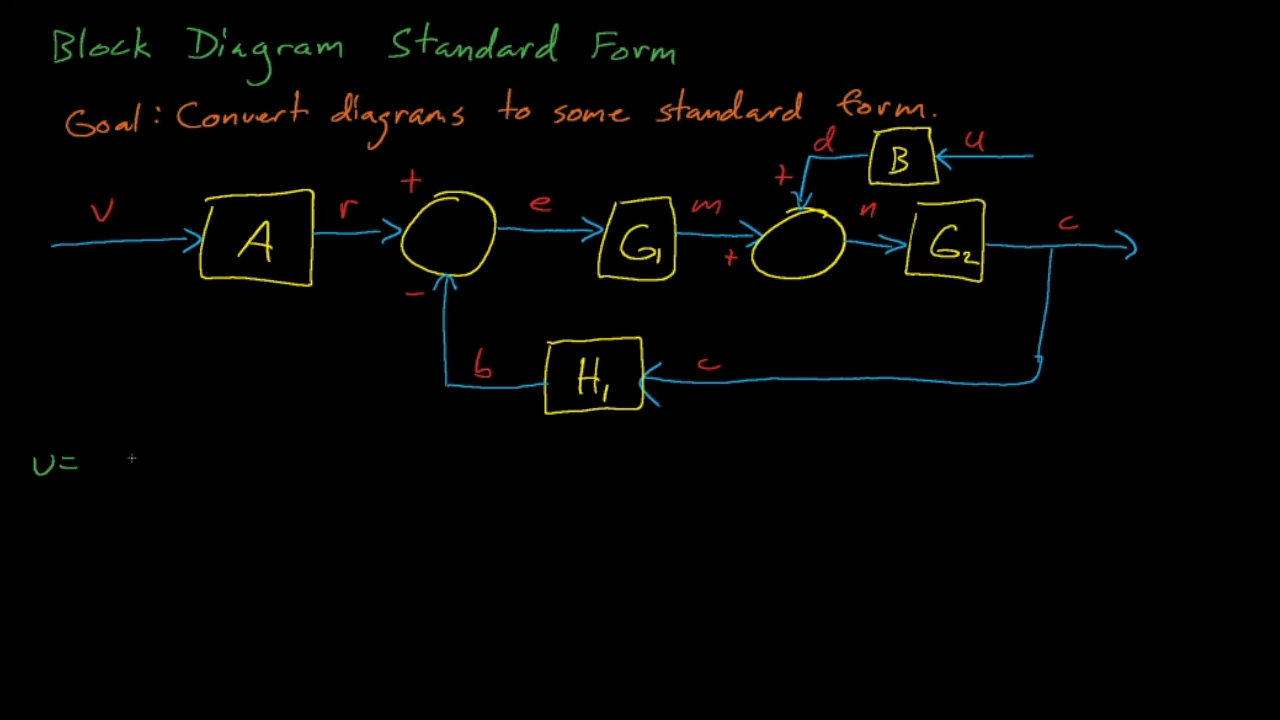 Block Diagram Standard Form
Goal: Convert diagrams to some standard form.
d B u
+
v A r + e G₁ m + n G₂ c
-
b H₁ c
v=